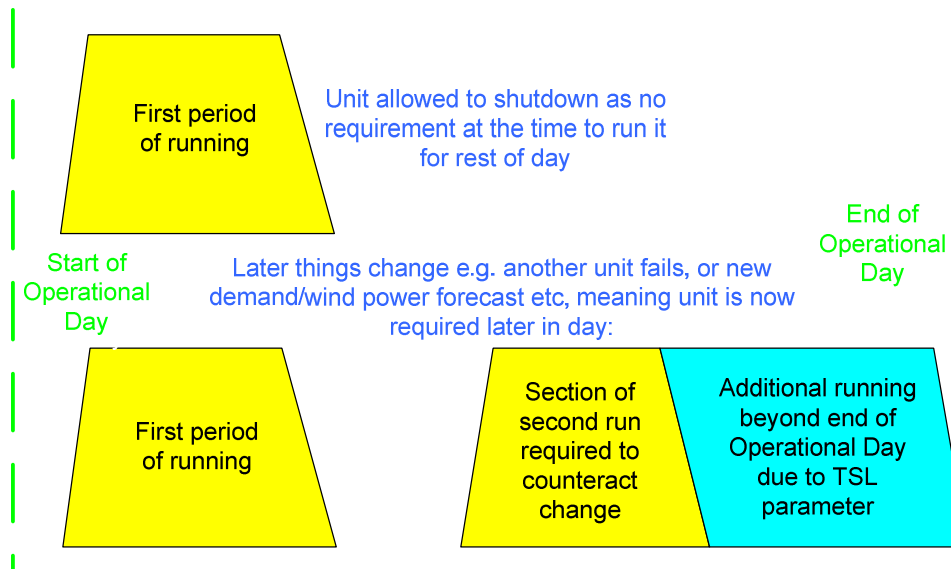 First period
of running
Unit allowed to shutdown as no
requirement at the time to run it
for rest of day
End of
Operational
Day
Start of
Operational
Day
Later things change e.g. another unit fails, or new
demand/wind power forecast etc, meaning unit is now
required later in day:
First period
of running
Section of
second run
required to
counteract
change
Additional running
beyond end of
Operational Day
due to TSL
parameter